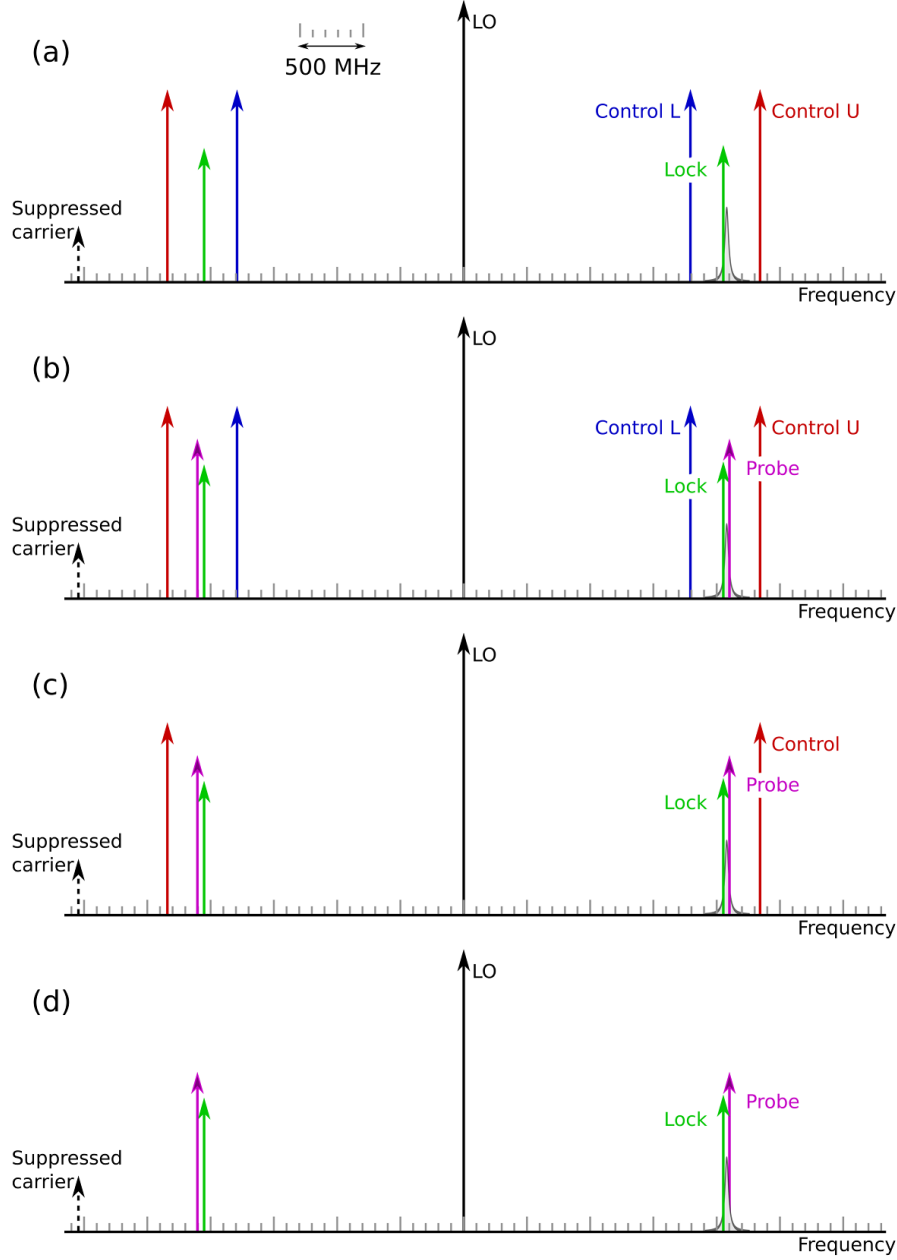 (a)
500 MHz
LO
Control L
Control U
Lock
Suppressed
carrier
Frequency
(b)
LO
Control L
Control U
Probe
Lock
Suppressed
carrier
Frequency
(c)
LO
Control
Probe
Lock
Suppressed
carrier
Frequency
(d)
LO
Probe
Lock
Suppressed
carrier
Frequency